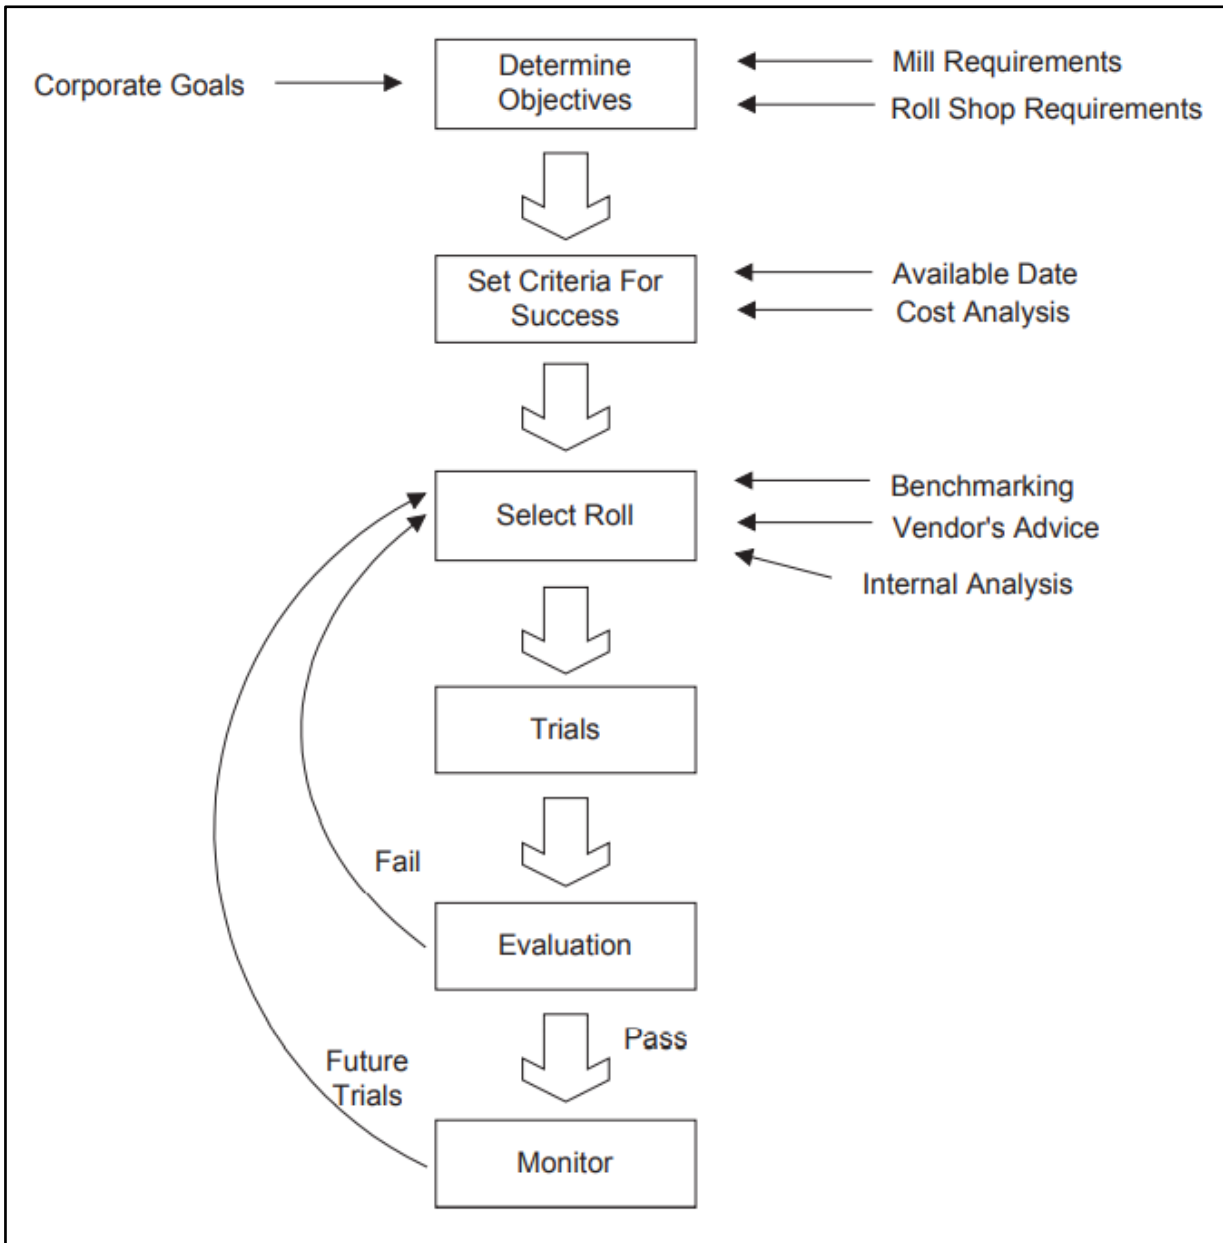 Corporate Goals
Determine
Objectives
Mill Requirements
Roll Shop Requirements
Set Criteria For
Success
Available Date
Cost Analysis
Select Roll
Benchmarking
Vendor's Advice
Internal Analysis
Trials
Fail
Evaluation
Pass
Future
Trials
Monitor